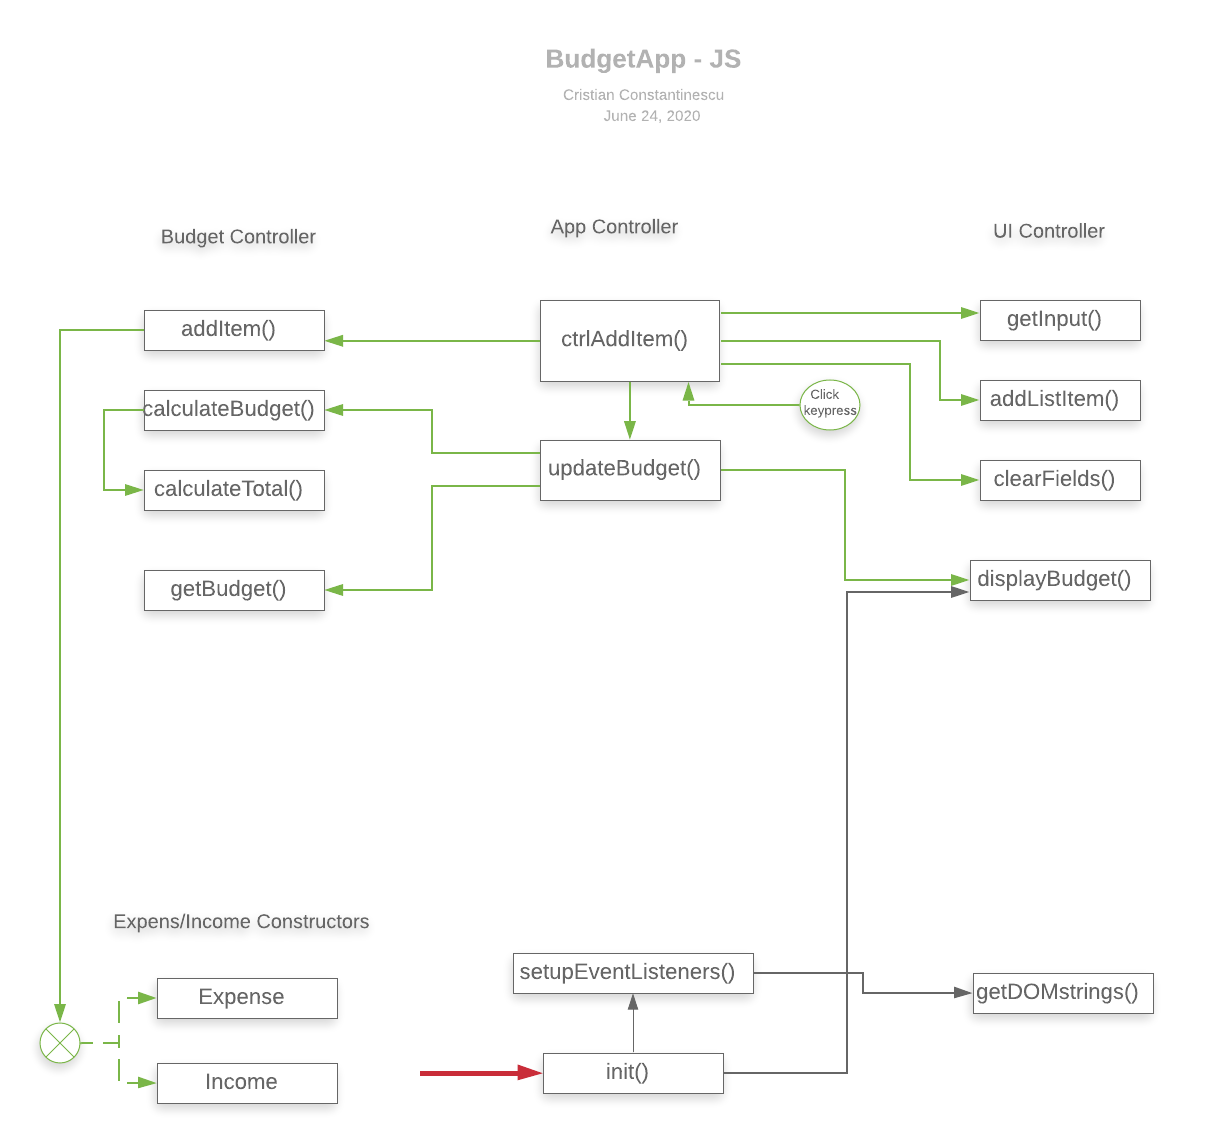 BudgetApp - JS
Cristian Constantinescu
June 24, 2020
Budget Controller
App Controller
UI Controller
addItem()
ctrlAddItem()
getInput()
Click
keypress
addListItem()
calculateBudget()
updateBudget()
clearFields()
calculateTotal()
getBudget()
displayBudget()
Expens/Income Constructors
Expense
Income
setupEventListeners()
getDOMstrings()
init()